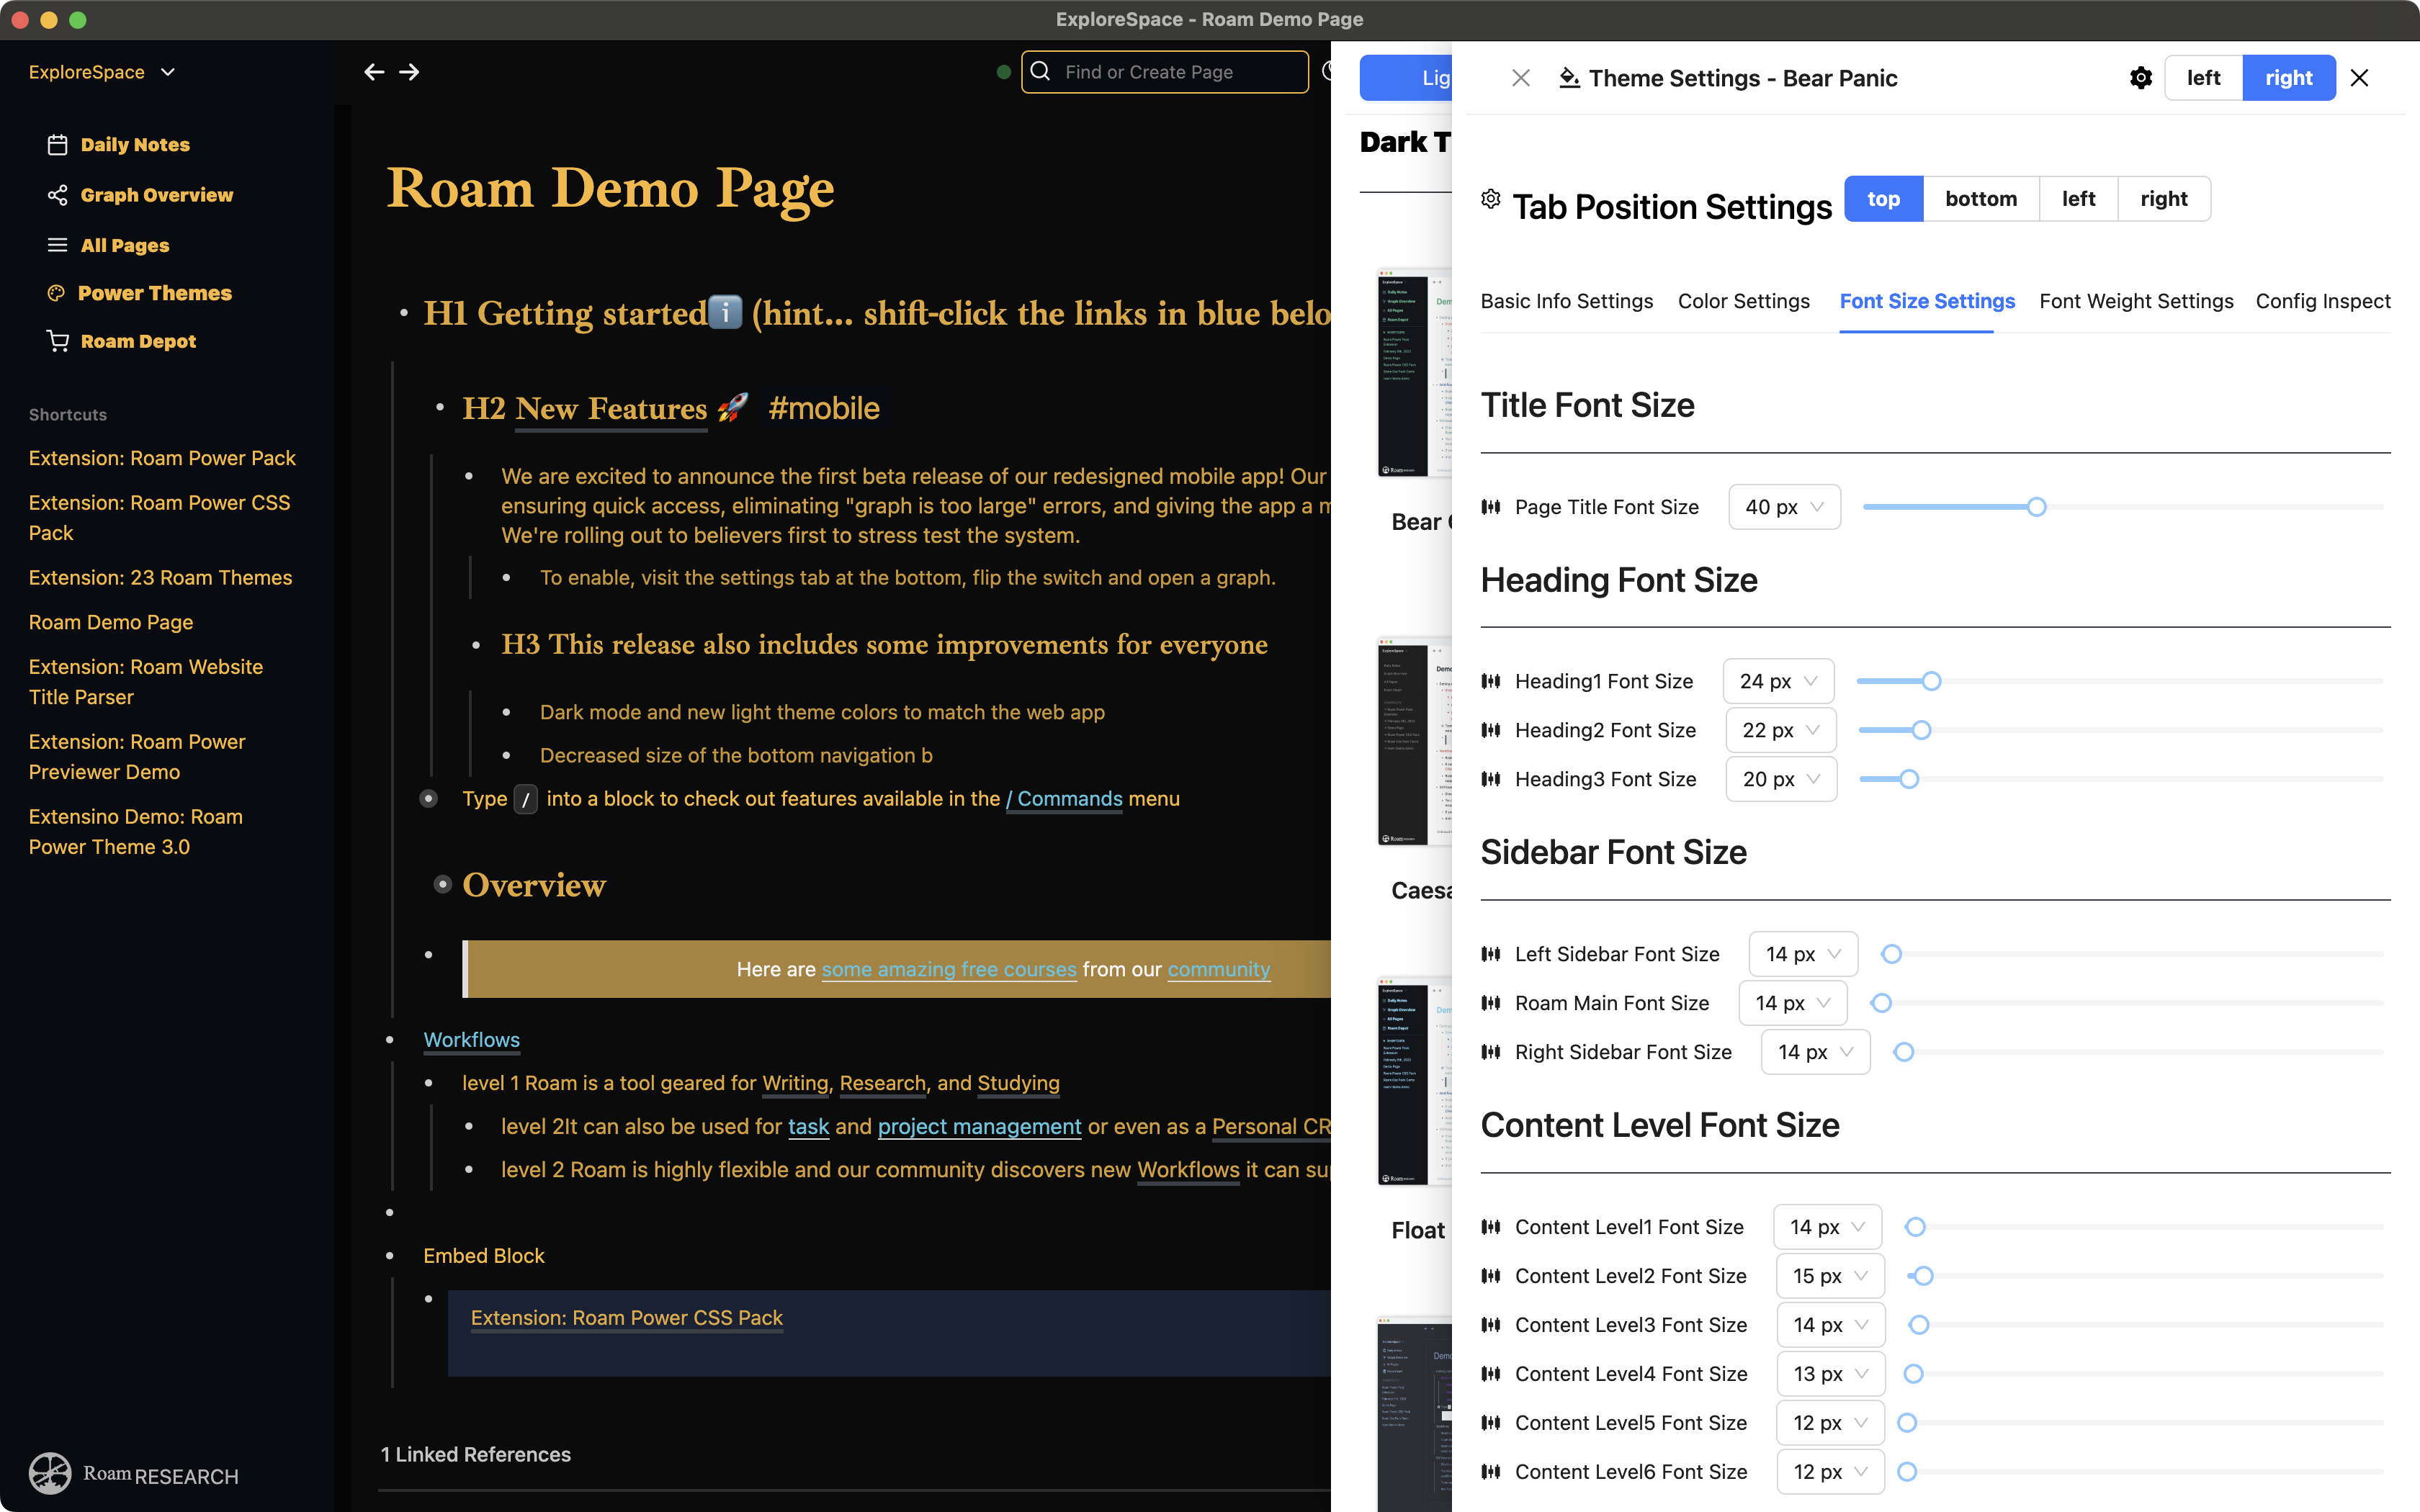 ExploreSpace - Roam Demo Page
ExploreSpace
Find or Create Page
Daily Notes
Graph Overview
All Pages
Power Themes
Roam Depot
Shortcuts
Extension: Roam Power Pack
Extension: Roam Power CSS
Pack
Extension: 23 Roam Themes
Roam Demo Page
Extension: Roam Website
Title Parser
Extension: Roam Power
Previewer Demo
Extensino Demo: Roam
Power Theme 3.0
Roam RESEARCH
Roam Demo Page
H1 Getting started ℹ️ (hint... shift-click the links in blue belo
H2 New Features 🚀 #mobile
We are excited to announce the first beta release of our redesigned mobile app! Our
ensuring quick access, eliminating "graph is too large" errors, and giving the app a m
We're rolling out to believers first to stress test the system.
To enable, visit the settings tab at the bottom, flip the switch and open a graph.
H3 This release also includes some improvements for everyone
Dark mode and new light theme colors to match the web app
Decreased size of the bottom navigation b
Type / into a block to check out features available in the / Commands menu
Overview
Here are some amazing free courses from our community
Workflows
level 1 Roam is a tool geared for Writing, Research, and Studying
level 2It can also be used for task and project management or even as a Personal CR
level 2 Roam is highly flexible and our community discovers new Workflows it can su
Embed Block
Extension: Roam Power CSS Pack
1 Linked References
Lig
Dark T
Bear
Caesa
Float
Theme Settings - Bear Panic
left right
Tab Position Settings top bottom left right
Basic Info Settings Color Settings Font Size Settings Font Weight Settings Config Inspect
Title Font Size
Page Title Font Size 40 px
Heading Font Size
Heading1 Font Size 24 px
Heading2 Font Size 22 px
Heading3 Font Size 20 px
Sidebar Font Size
Left Sidebar Font Size 14 px
Roam Main Font Size 14 px
Right Sidebar Font Size 14 px
Content Level Font Size
Content Level1 Font Size 14 px
Content Level2 Font Size 15 px
Content Level3 Font Size 14 px
Content Level4 Font Size 13 px
Content Level5 Font Size 12 px
Content Level6 Font Size 12 px